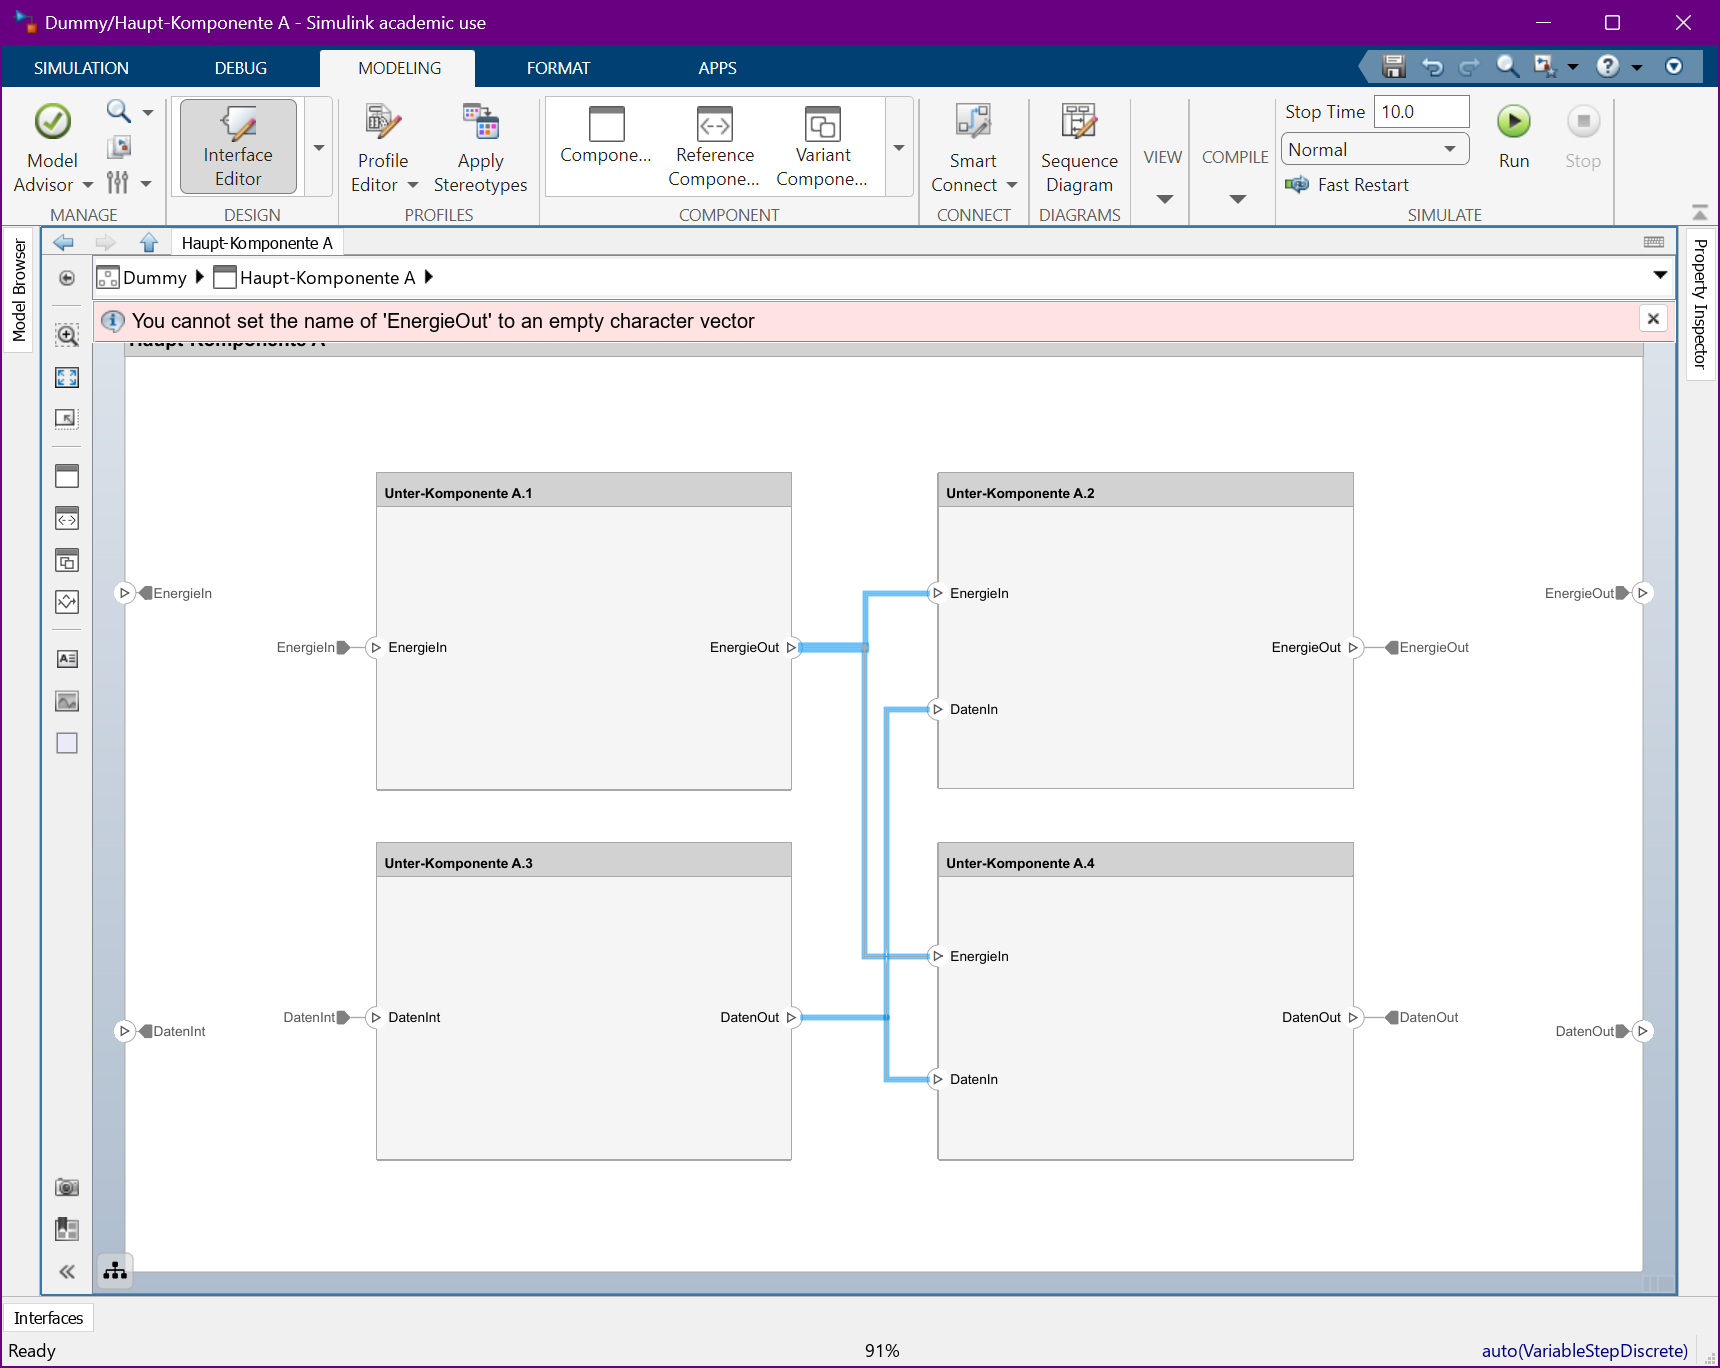 Dummy/Haupt-Komponente A - Simulink academic use
SIMULATION
DEBUG
MODELING
FORMAT
APPS
Model
Advisor
MANAGE
Interface
Editor
DESIGN
Profile
Editor
Apply
Stereotypes
PROFILES
Compone...
Reference
Compone...
Variant
Compone...
COMPONENT
Smart
Connect
CONNECT
Sequence
Diagram
DIAGRAMS
VIEW
COMPILE
Stop Time 10.0
Normal
Fast Restart
Run
Stop
SIMULATE
Model Browser
Haupt-Komponente A
Property Inspector
Dummy
Haupt-Komponente A
You cannot set the name of 'EnergieOut' to an empty character vector
Haupt-Komponente A
Unter-Komponente A.1
Unter-Komponente A.2
EnergieIn
EnergieIn
EnergieOut
EnergieIn
EnergieIn
EnergieOut
EnergieOut
EnergieOut
DatenIn
Unter-Komponente A.3
Unter-Komponente A.4
EnergieIn
DatenInt
DatenInt
DatenOut
DatenOut
DatenOut
DatenInt
DatenOut
DatenIn
Interfaces
Ready
91%
auto(VariableStepDiscrete)